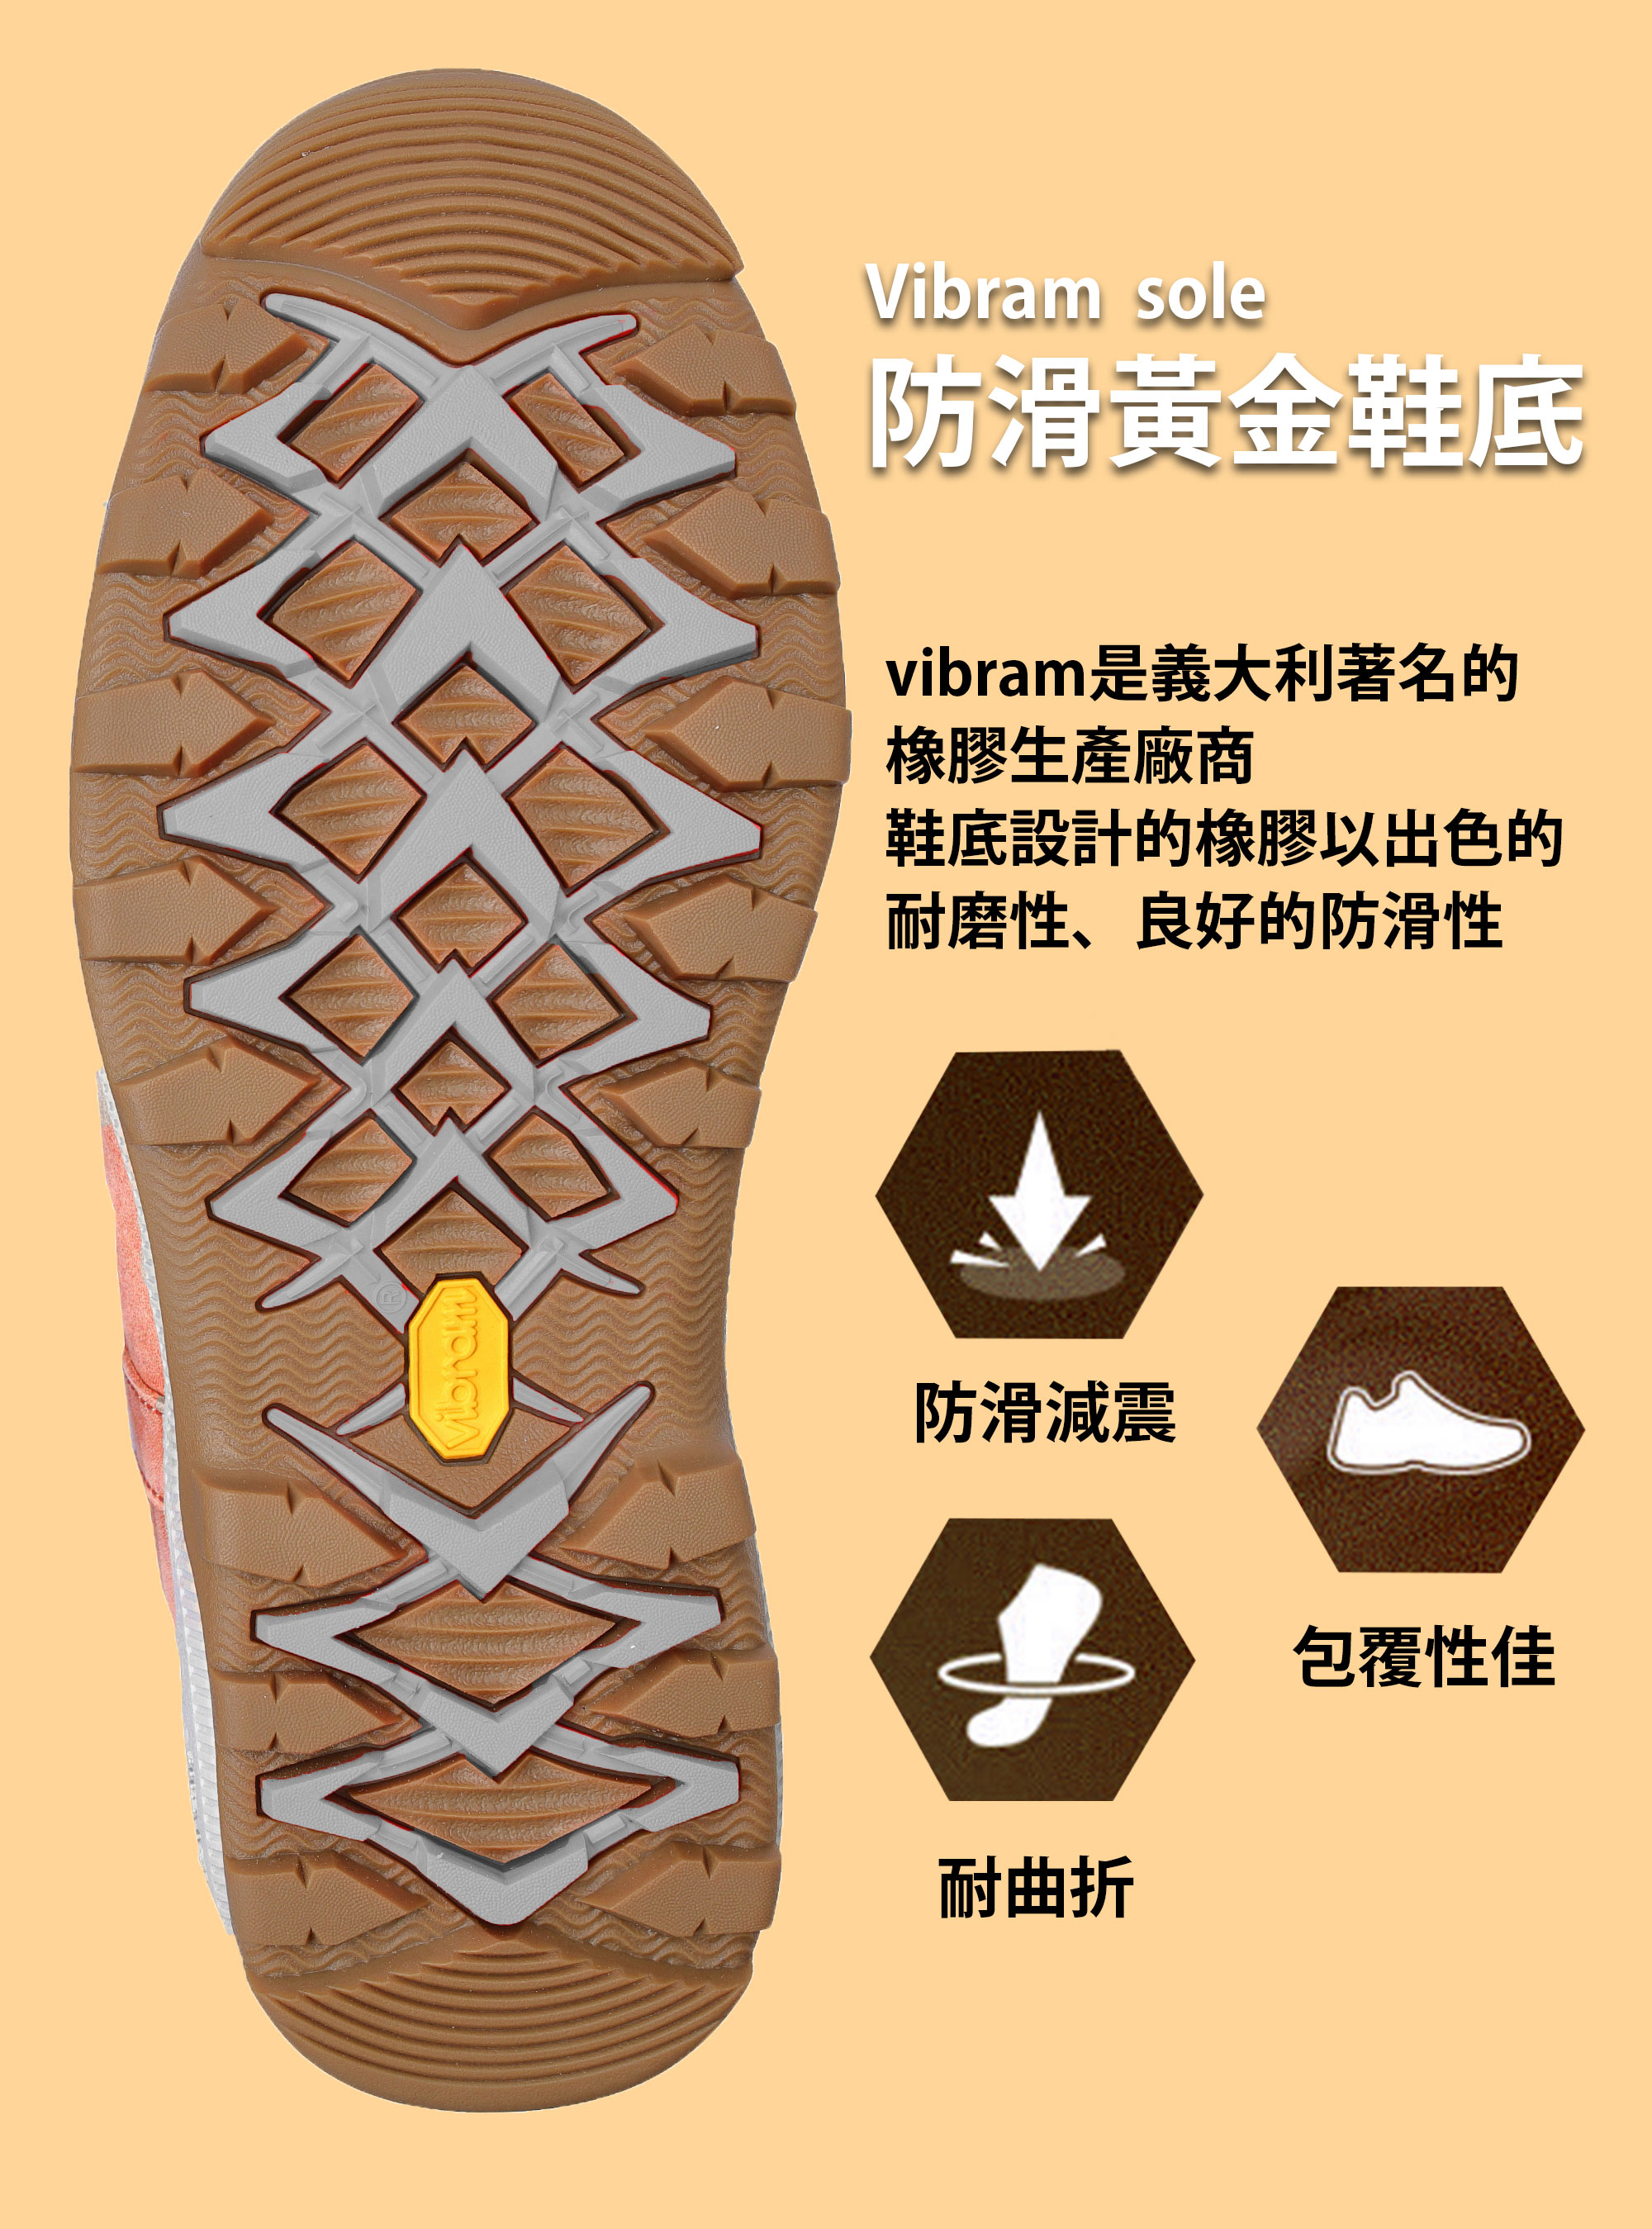 Vibram sole
防滑黃金鞋底
vibram是義大利著名的
橡膠生產廠商
鞋底設計的橡膠以出色的
耐磨性、良好的防滑性
防滑減震
包覆性佳
耐曲折
vibram
®